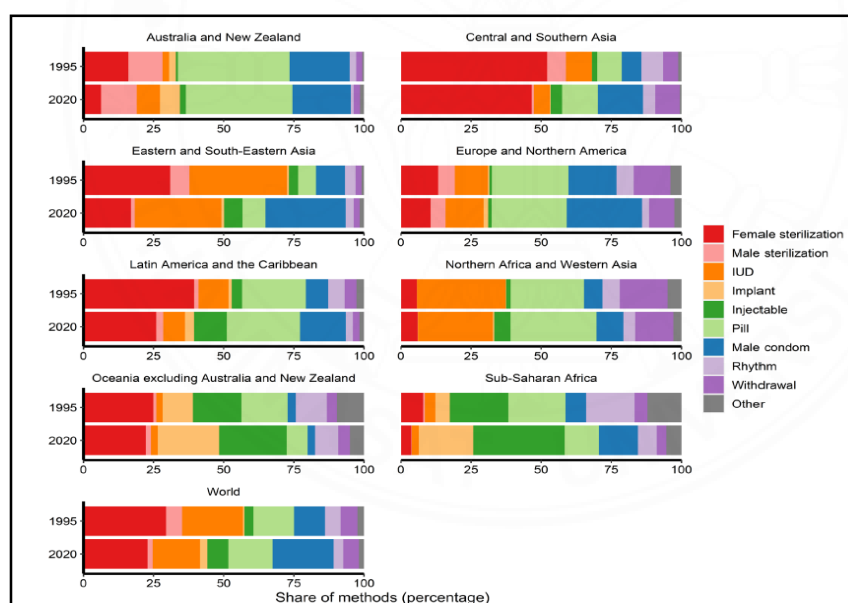 Australia and New Zealand
1995
2020
0 25 50 75 100
Central and Southern Asia
0 25 50 75 100
Eastern and South-Eastern Asia
1995
2020
0 25 50 75 100
Europe and Northern America
0 25 50 75 100
Latin America and the Caribbean
1995
2020
0 25 50 75 100
Northern Africa and Western Asia
0 25 50 75 100
Oceania excluding Australia and New Zealand
1995
2020
0 25 50 75 100
Sub-Saharan Africa
0 25 50 75 100
World
1995
2020
0 25 50 75 100
Share of methods (percentage)
Female sterilization
Male sterilization
IUD
Implant
Injectable
Pill
Male condom
Rhythm
Withdrawal
Other